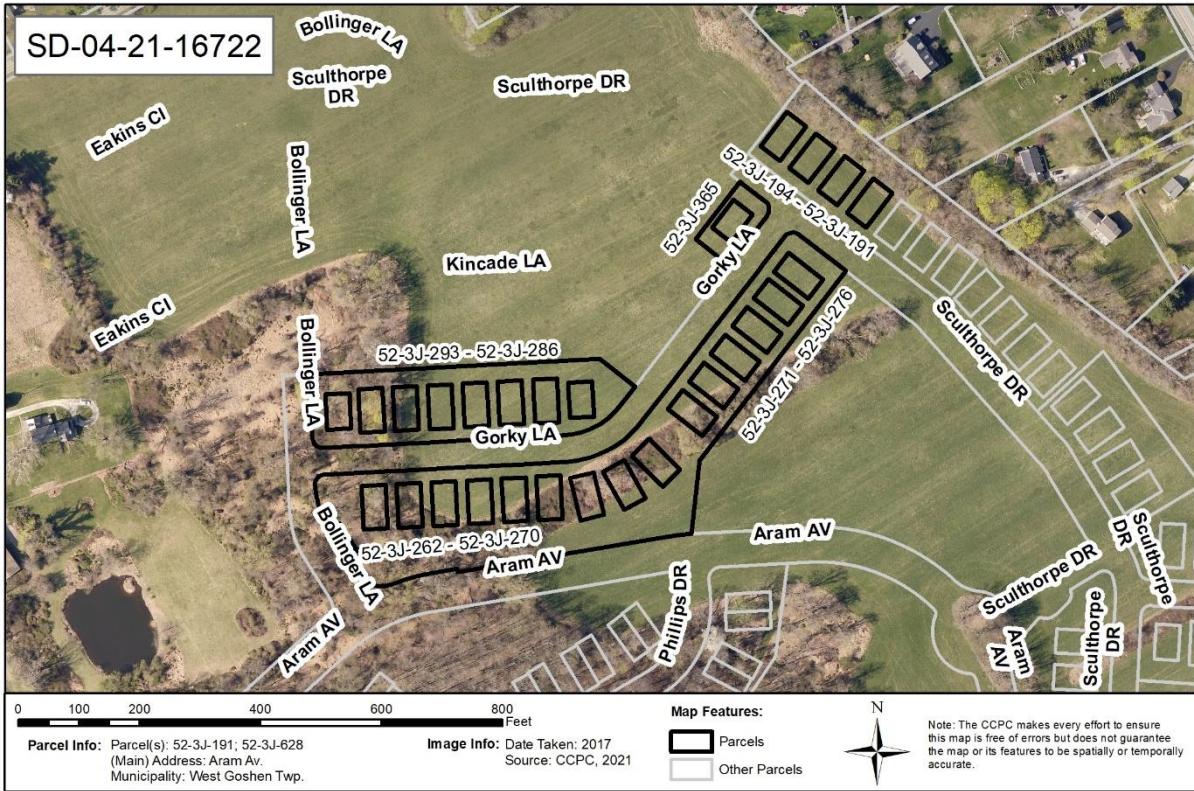 SD-04-21-16722
Bollinger LA
Sculthorpe
DR
Sculthorpe DR
Eakins CI
Bollinger LA
52-3J-194 - 52-3J-191
52-3J-365
Gorky LA
Kincade LA
Eakins CI
Bollinger LA
52-3J-293 - 52-3J-286
52-3J-271 - 52-3J-276
Sculthorpe DR
Gorky LA
Bollinger LA
52-3J-262 - 52-3J-270
Aram AV
Aram AV
Sculthorpe
DR
Sculthorpe DR
Aram AV
Phillips DR
Aram
AV
Sculthorpe
DR
0 100 200 400 600 800
Feet
Parcel Info: Parcel(s): 52-3J-191; 52-3J-628
(Main) Address: Aram Av.
Municipality: West Goshen Twp.
Image Info: Date Taken: 2017
Source: CCPC, 2021
Map Features:
Parcels
Other Parcels
N
Note: The CCPC makes every effort to ensure
this map is free of errors but does not guarantee
the map or its features to be spatially or temporally
accurate.